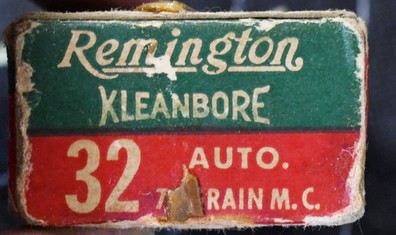 Remington
KLEANBORE
32 AUTO.
M. C.